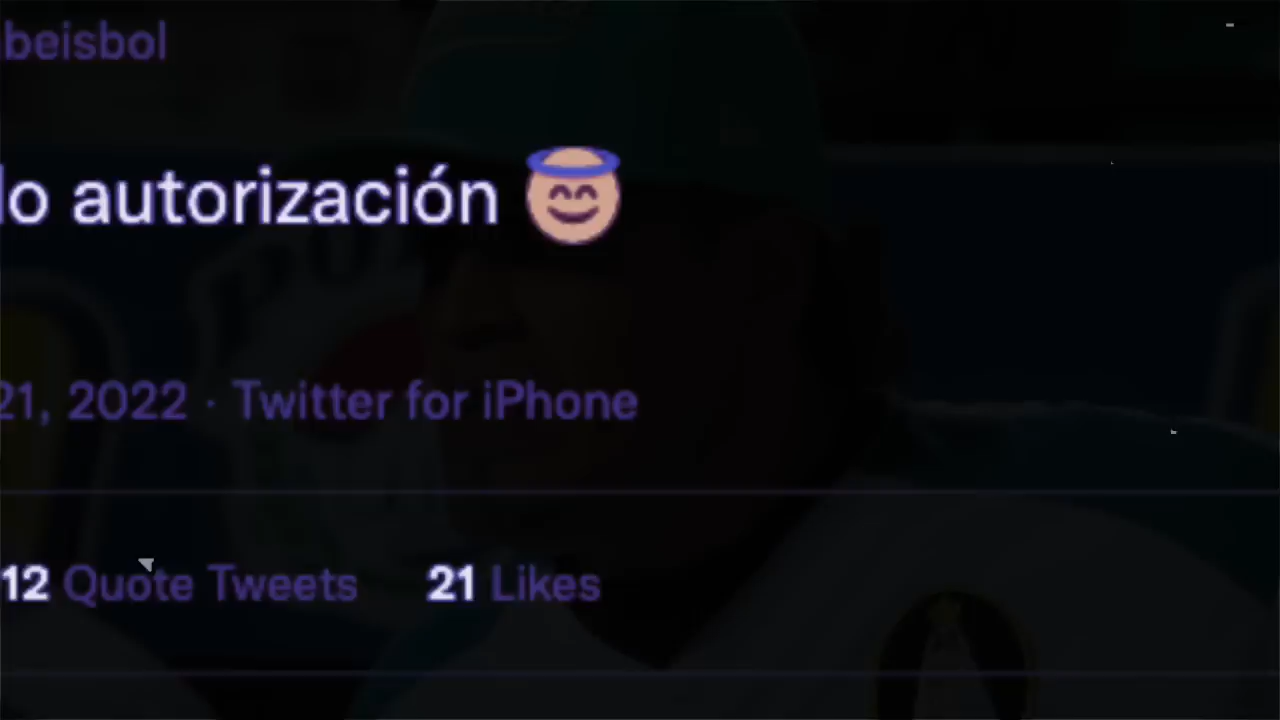 beisbol
lo autorización 😇
21, 2022 · Twitter for iPhone
12 Quote Tweets 21 Likes